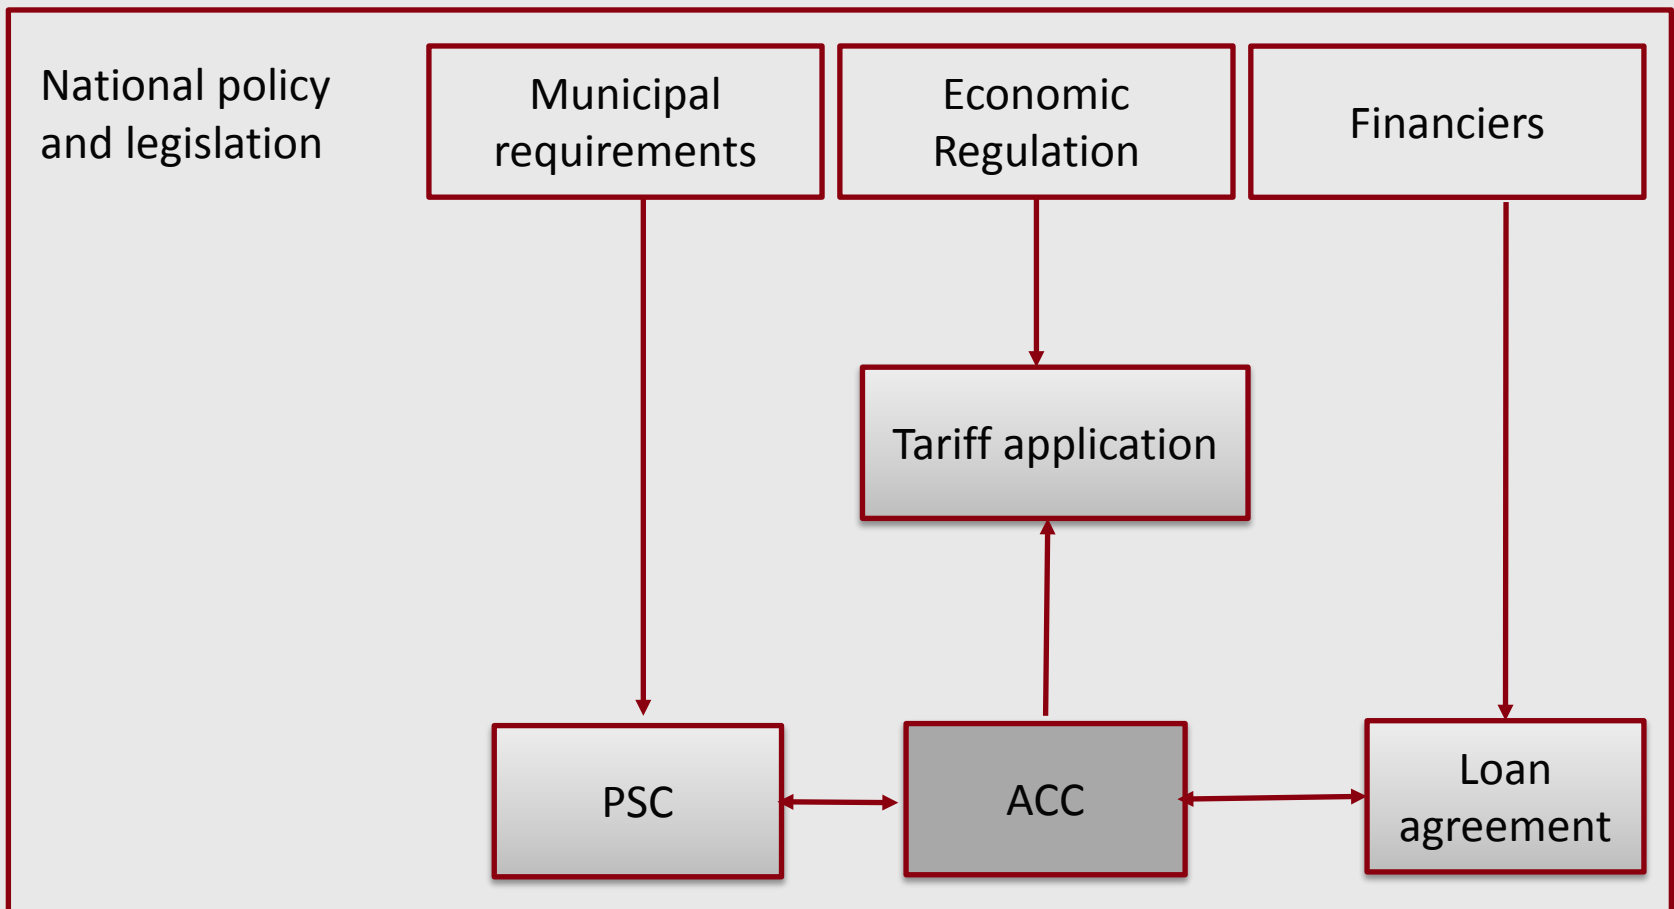 National policy
and legislation
Municipal
requirements
Economic
Regulation
Financiers
Tariff application
PSC
ACC
Loan
agreement